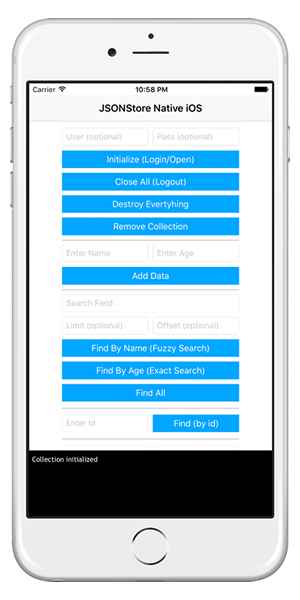 Carrier 10:58 PM
JSONStore Native iOS
User (optional) Pass (optional)
Initialize (Login/Open)
Close All (Logout)
Destroy Evertyhing
Remove Collection
Enter Name Enter Age
Add Data
Search Field
Limit (optional) Offset (optional)
Find By Name (Fuzzy Search)
Find By Age (Exact Search)
Find All
Enter Id Find (by id)
Collection initialized